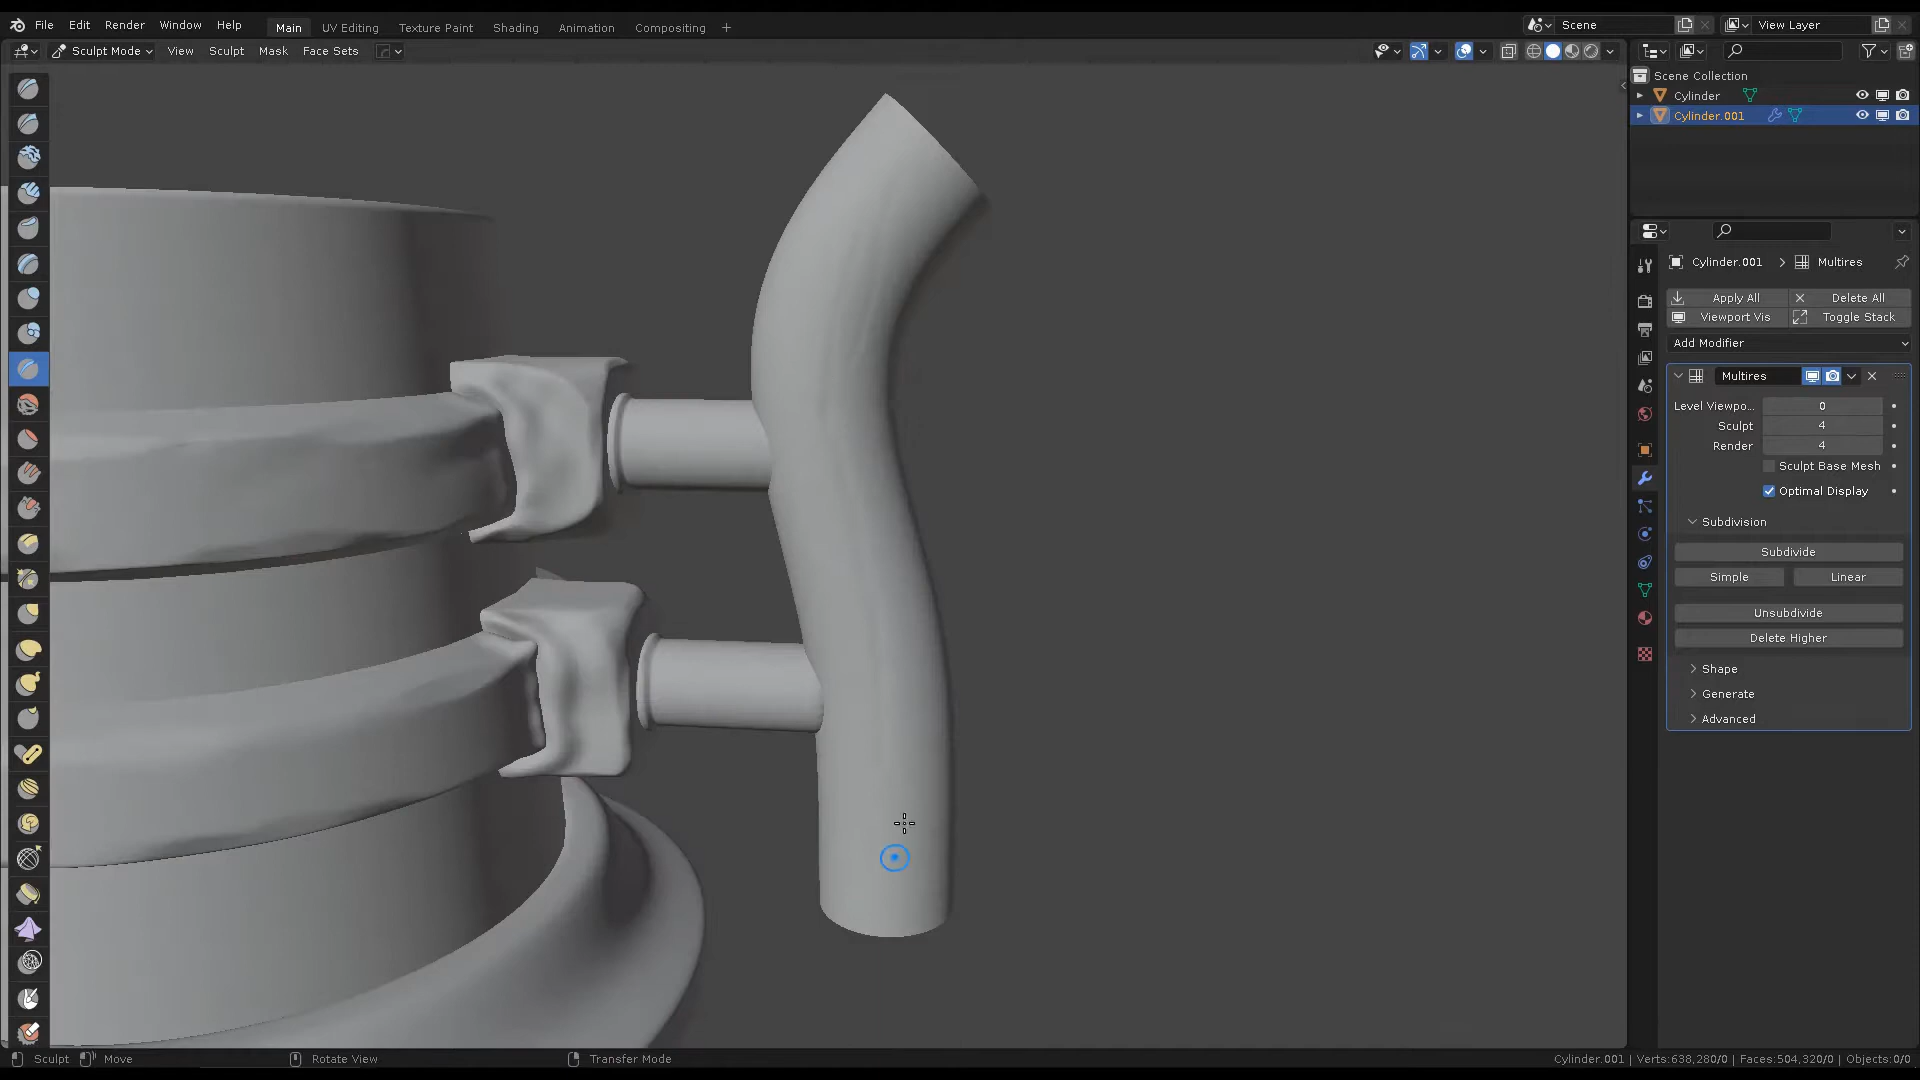 File Edit Render Window Help Main UV Editing Texture Paint Shading Animation Compositing + Scene View Layer
Sculpt Mode View Sculpt Mask Face Sets
Scene Collection
Cylinder
Cylinder.001
Cylinder.001 > Multires
Apply All Delete All
Viewport Vis Toggle Stack
Add Modifier
Multires
Level Viewpo... 0
Sculpt 4
Render 4
Sculpt Base Mesh
Optimal Display
Subdivision
Subdivide
Simple Linear
Unsubdivide
Delete Higher
Shape
Generate
Advanced
Sculpt Move Rotate View Transfer Mode Cylinder.001 | Verts:638,280/0 | Faces:504,320/0 | Objects:0/0